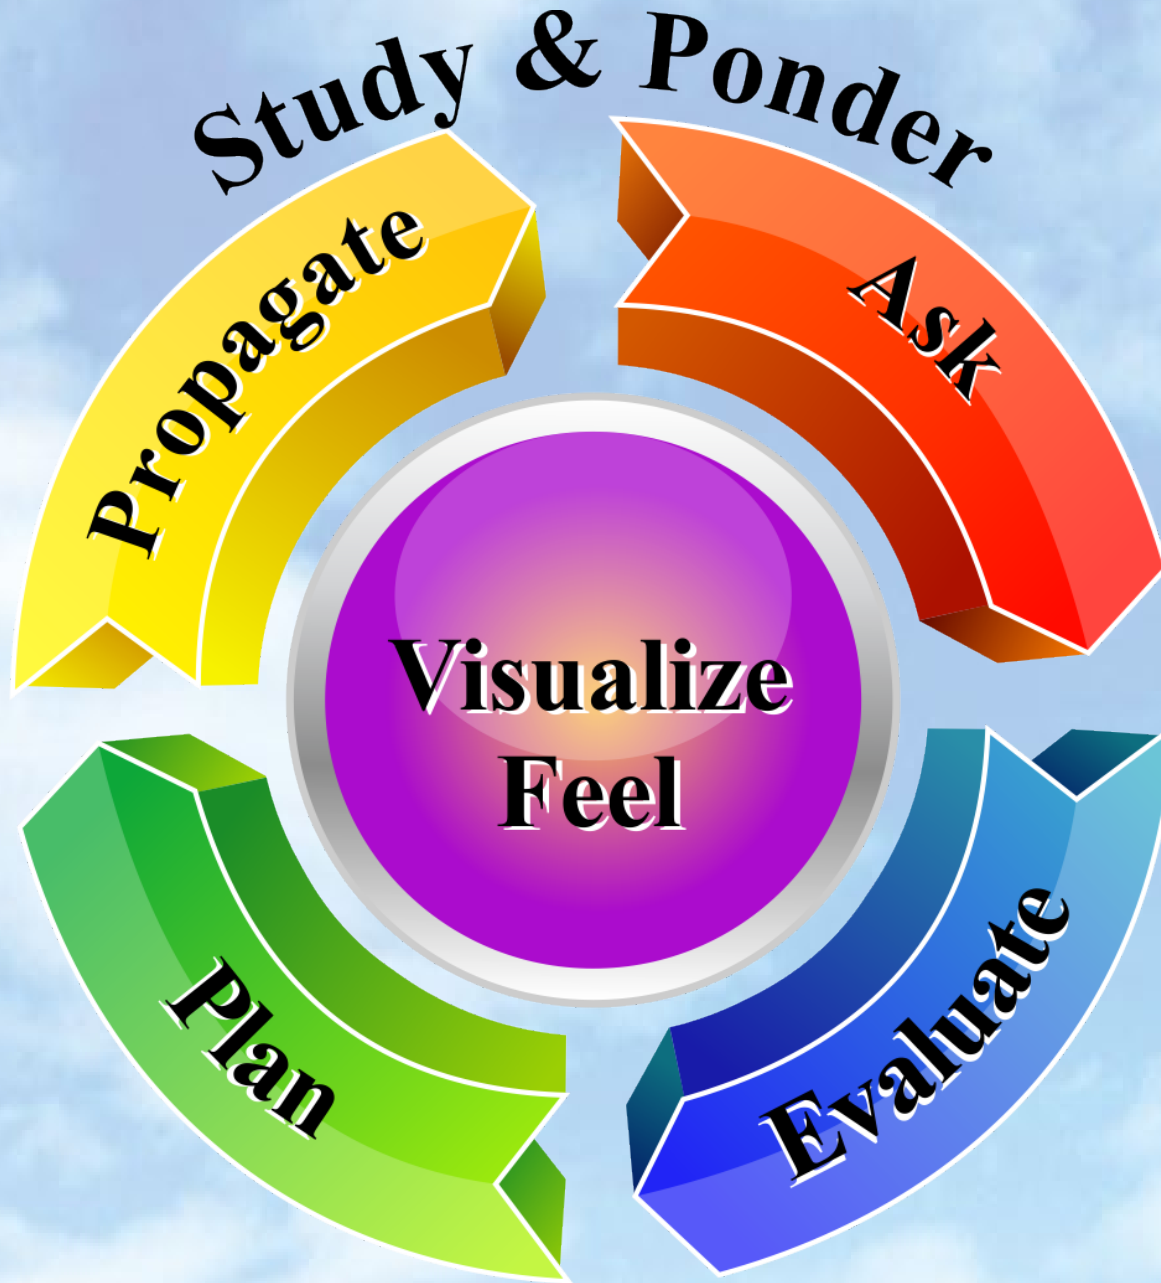 Study & Ponder
Propagate
Ask
Visualize
Feel
Plan
Evaluate